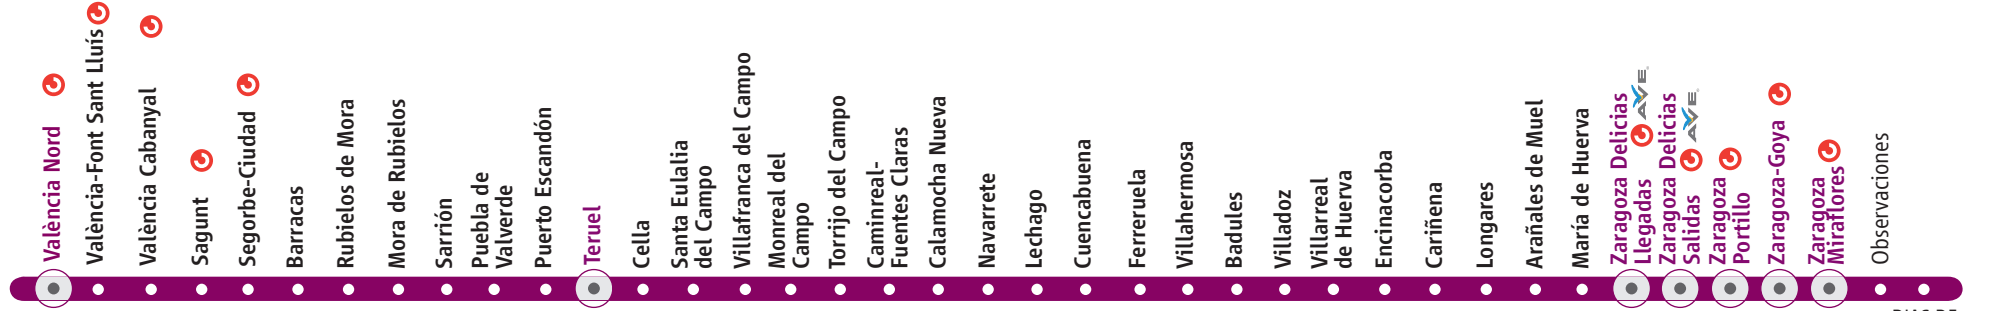 València Nord
València-Font Sant Lluís
València Cabanyal
Sagunt
Segorbe-Ciudad
Barracas
Rubielos de Mora
Mora de Rubielos
Sarrión
Puebla de
Valverde
Puerto Escandón
Teruel
Cella
Santa Eulalia
del Campo
Villafranca del Campo
Monreal del
Campo
Torrijo del Campo
Caminreal-
Fuentes Claras
Calamocha Nueva
Navarrete
Lechago
Cuencabuena
Ferreruela
Villahermosa
Badules
Villadoz
Villarreal
de Huerva
Encinacorba
Cariñena
Longares
Arañales de Muel
María de Huerva
Zaragoza Delicias
Llegadas
AVE
Zaragoza Delicias
Salidas
AVE
Zaragoza
Portillo
Zaragoza-Goya
Zaragoza
Miraflores
Observaciones